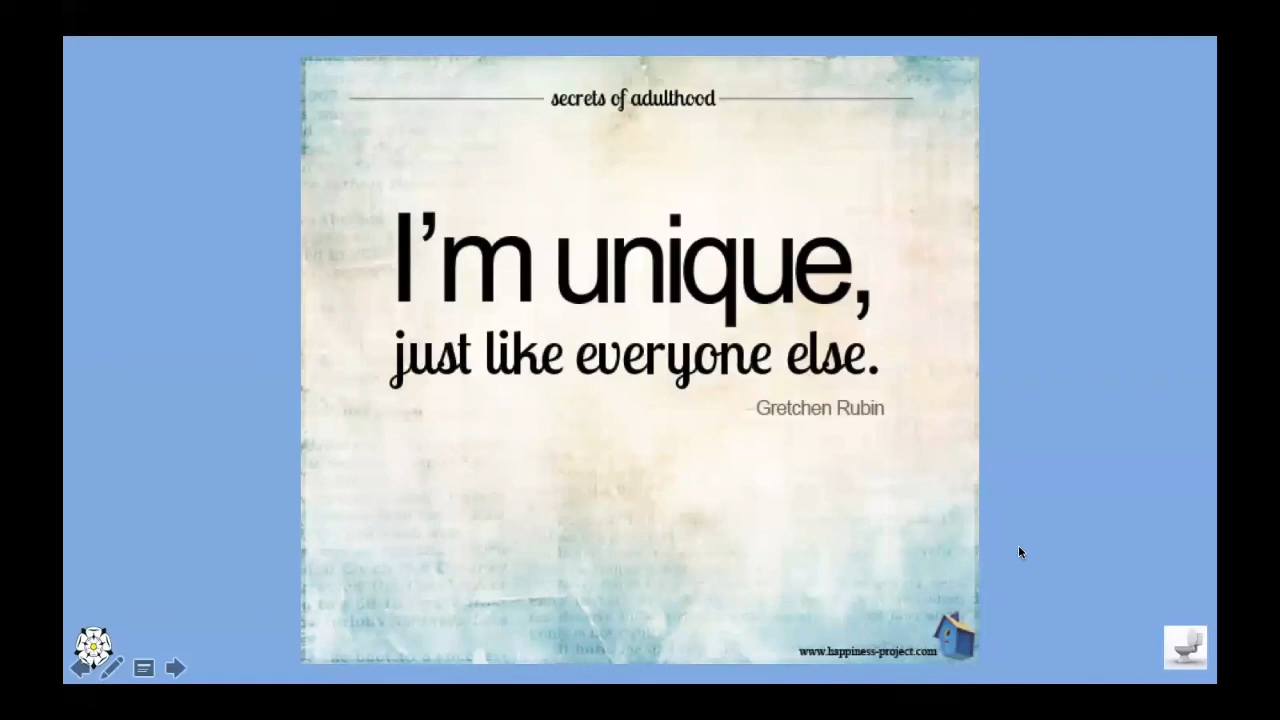 secrets of adulthood
I'm unique,
just like everyone else.
–Gretchen Rubin
www.happiness-project.com